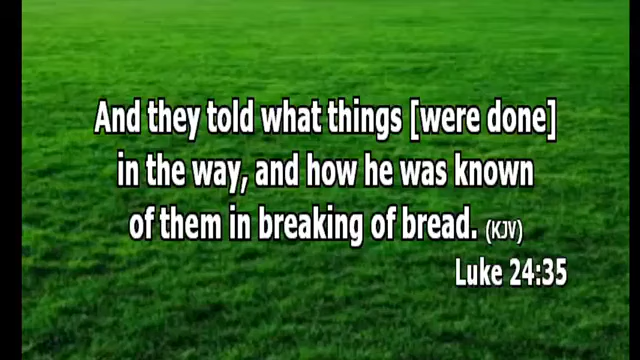 And they told what things [were done]
in the way, and how he was known
of them in breaking of bread. (KJV)
Luke 24:35